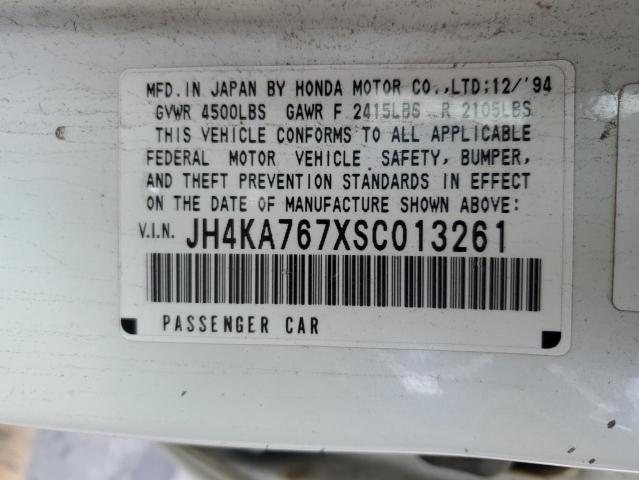 MFD. IN JAPAN BY HONDA MOTOR CO.,LTD;12/'94
GVWR 4500LBS GAWR F 2415LBS R 2105LBS
THIS VEHICLE CONFORMS TO ALL APPLICABLE
FEDERAL MOTOR VEHICLE SAFETY, BUMPER,
AND THEFT PREVENTION STANDARDS IN EFFECT
ON THE DATE OF MANUFACTURE SHOWN ABOVE:
V.I.N. JH4KA767XSC013261
PASSENGER CAR